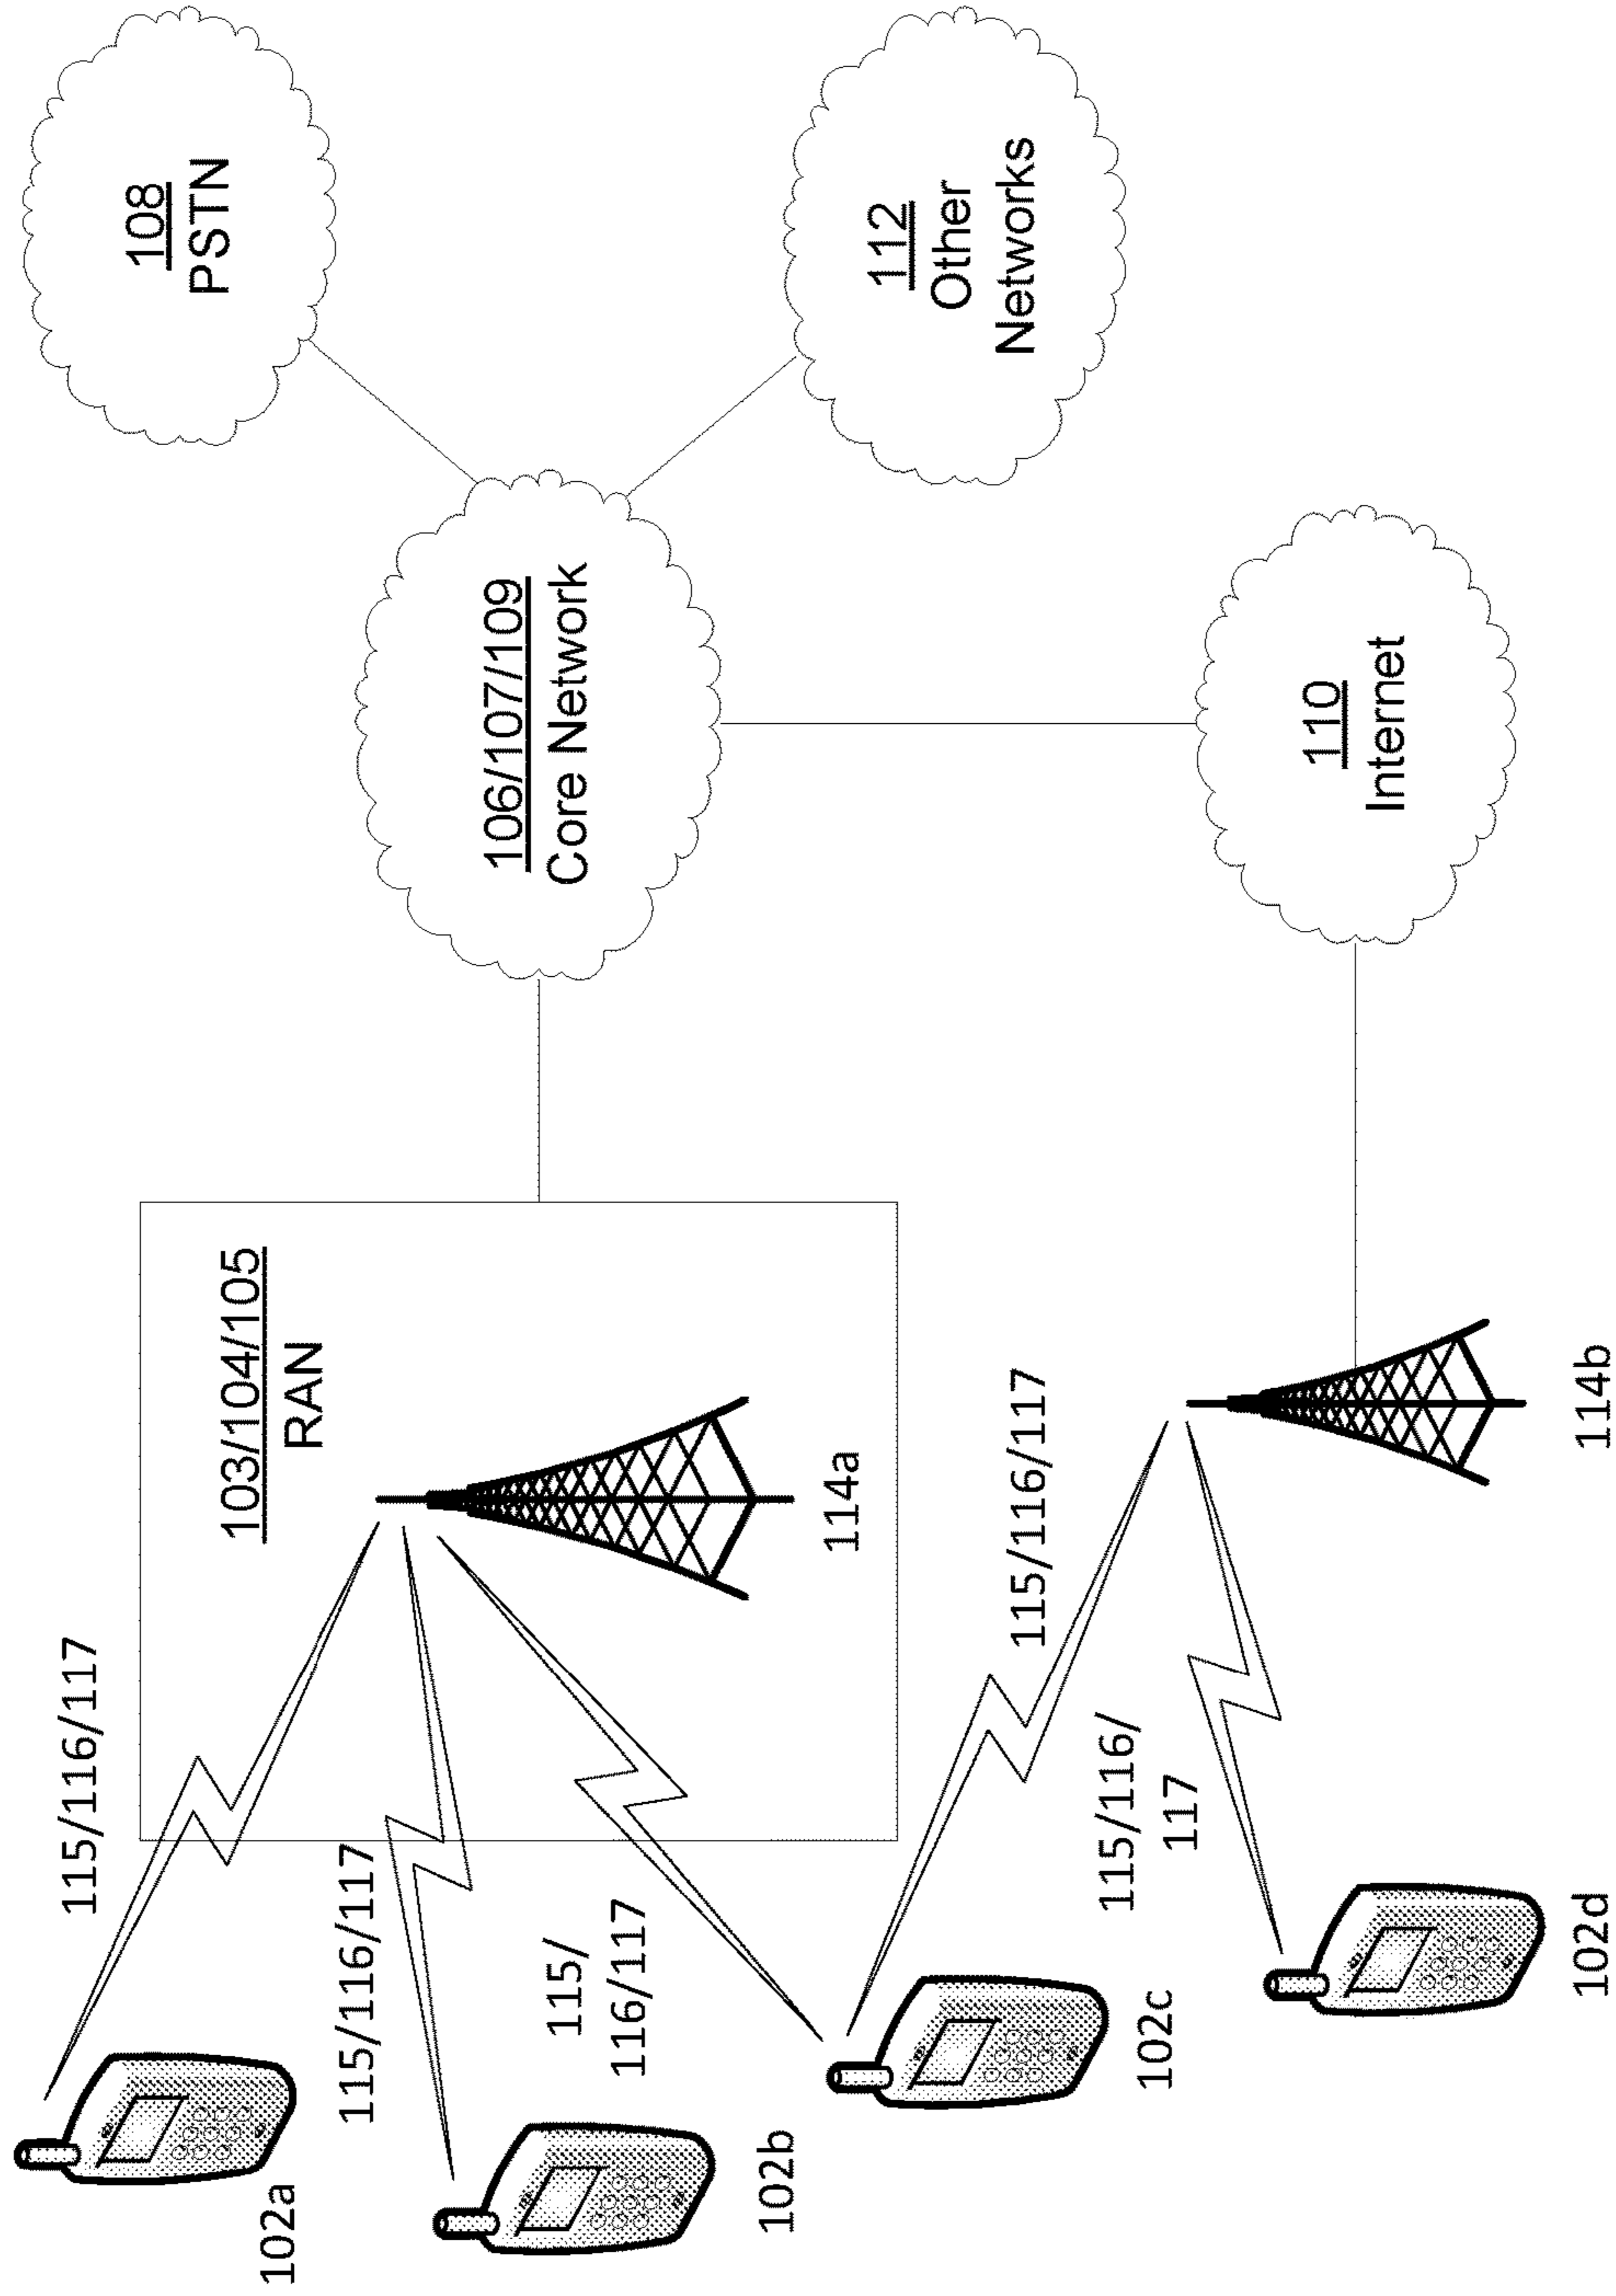 102a
115/116/117
103/104/105
RAN
108
PSTN
102b
115/116/117
114a
106/107/109
Core Network
115/
116/117
102c
115/116/117
112
Other
Networks
115/116/
117
102d
114b
110
Internet